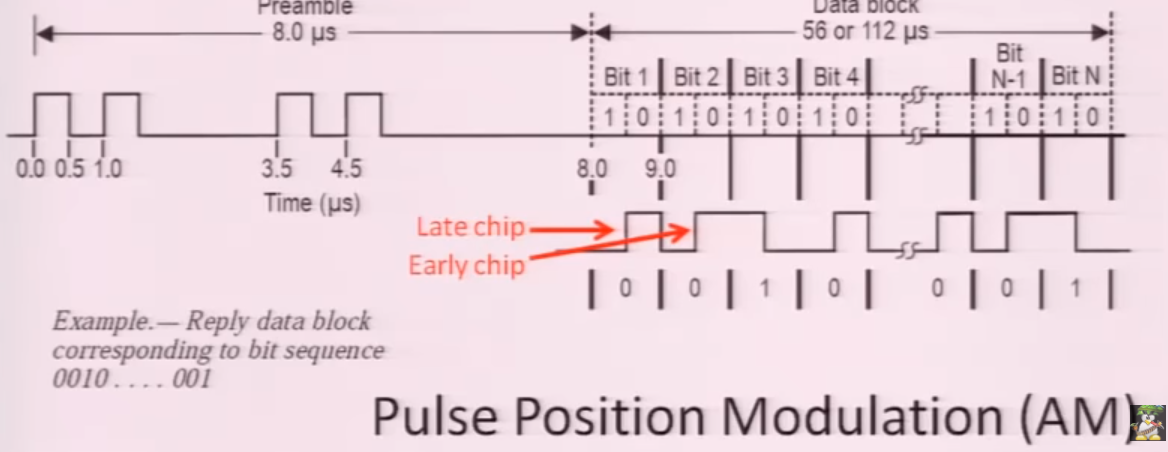 Preamble
Data block
8.0 µs
56 or 112 µs
Bit 1 Bit 2 Bit 3 Bit 4 Bit N-1 Bit N
1 0 1 0 1 0 1 0 1 0 1 0
0.0 0.5 1.0 3.5 4.5 8.0 9.0
Time (µs)
Late chip
Early chip
0 0 1 0 0 0 1
Example.— Reply data block
corresponding to bit sequence
0010 . . . . 001
Pulse Position Modulation (AM)